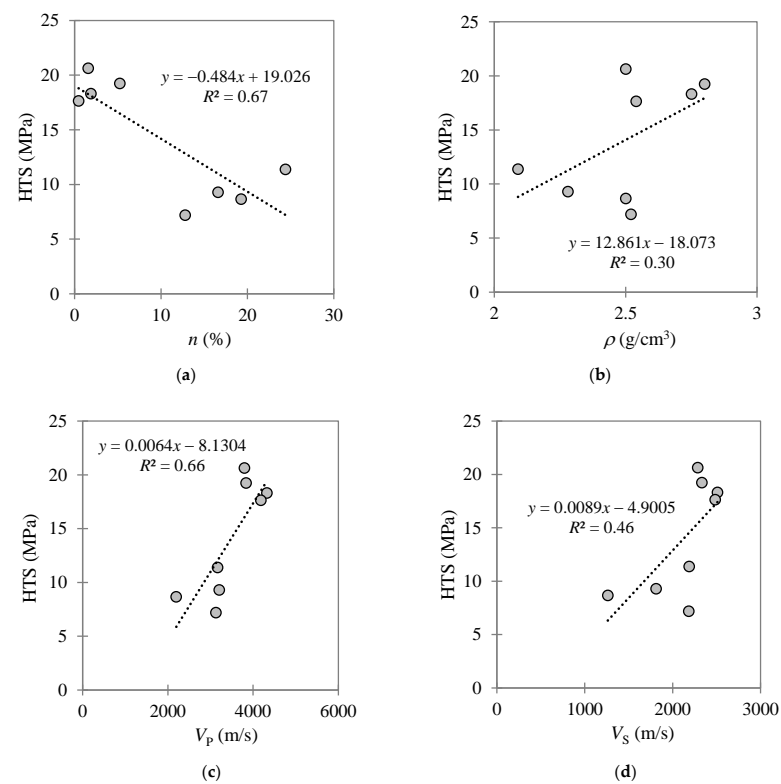 25
20
15
10
5
0
HTS (MPa)
y = −0.484x + 19.026
R² = 0.67
0 10 20 30
n (%)
(a)
25
20
15
10
5
0
HTS (MPa)
y = 12.861x − 18.073
R² = 0.30
2 2.5 3
ρ (g/cm³)
(b)
25
20
15
10
5
0
HTS (MPa)
y = 0.0064x − 8.1304
R² = 0.66
0 2000 4000 6000
V_P (m/s)
(c)
25
20
15
10
5
0
HTS (MPa)
y = 0.0089x − 4.9005
R² = 0.46
0 1000 2000 3000
V_S (m/s)
(d)